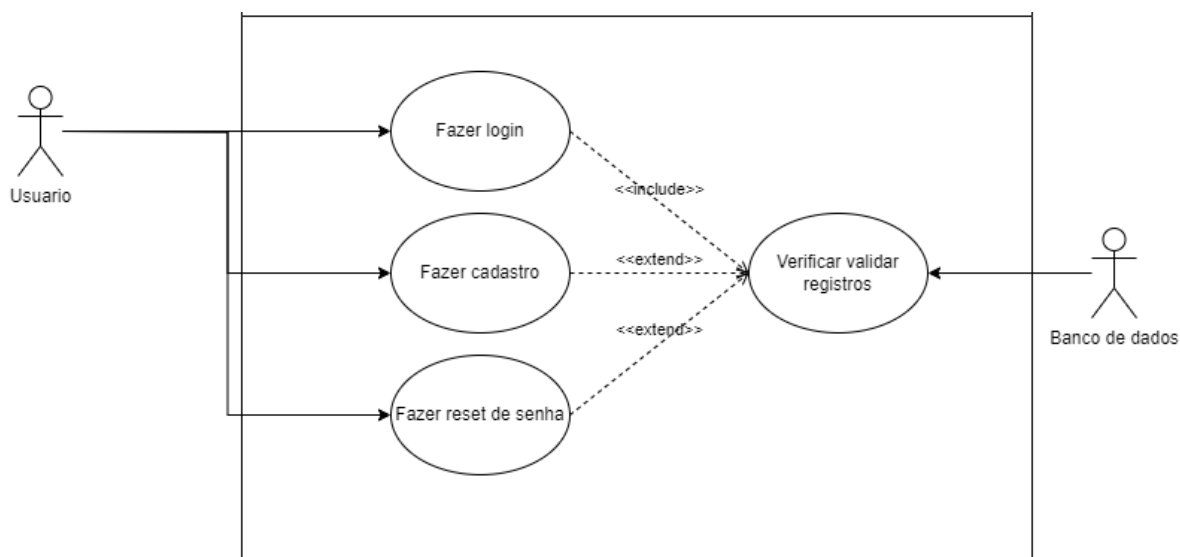 Fazer login
Usuario
<<include>>
Fazer cadastro
<<extend>>
Verificar validar
registros
<<extend>>
Banco de dados
Fazer reset de senha